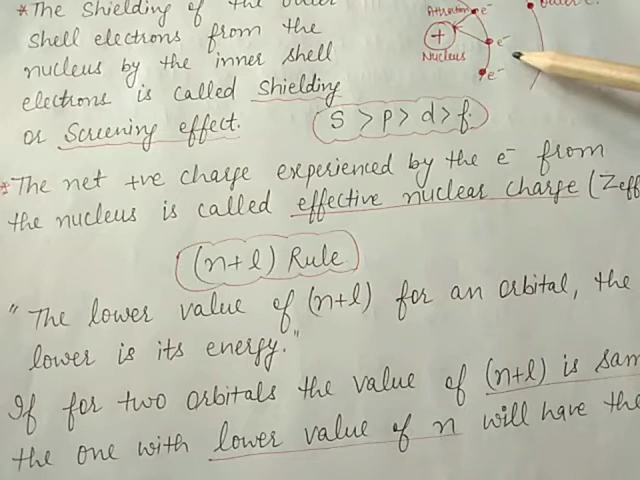 *The Shielding of the outer
shell electrons from the
nucleus by the inner shell
electrons is called Shielding
or Screening effect.
S > p > d > f.
Attraction e⁻
+
Nucleus
e⁻
e⁻
outer e⁻
*The net +ve charge experienced by the e⁻ from
the nucleus is called effective nuclear charge (Zeff
(n+l) Rule
"The lower value of (n+l) for an orbital, the
lower is its energy."
If for two orbitals the value of (n+l) is sam
the one with lower value of n will have the